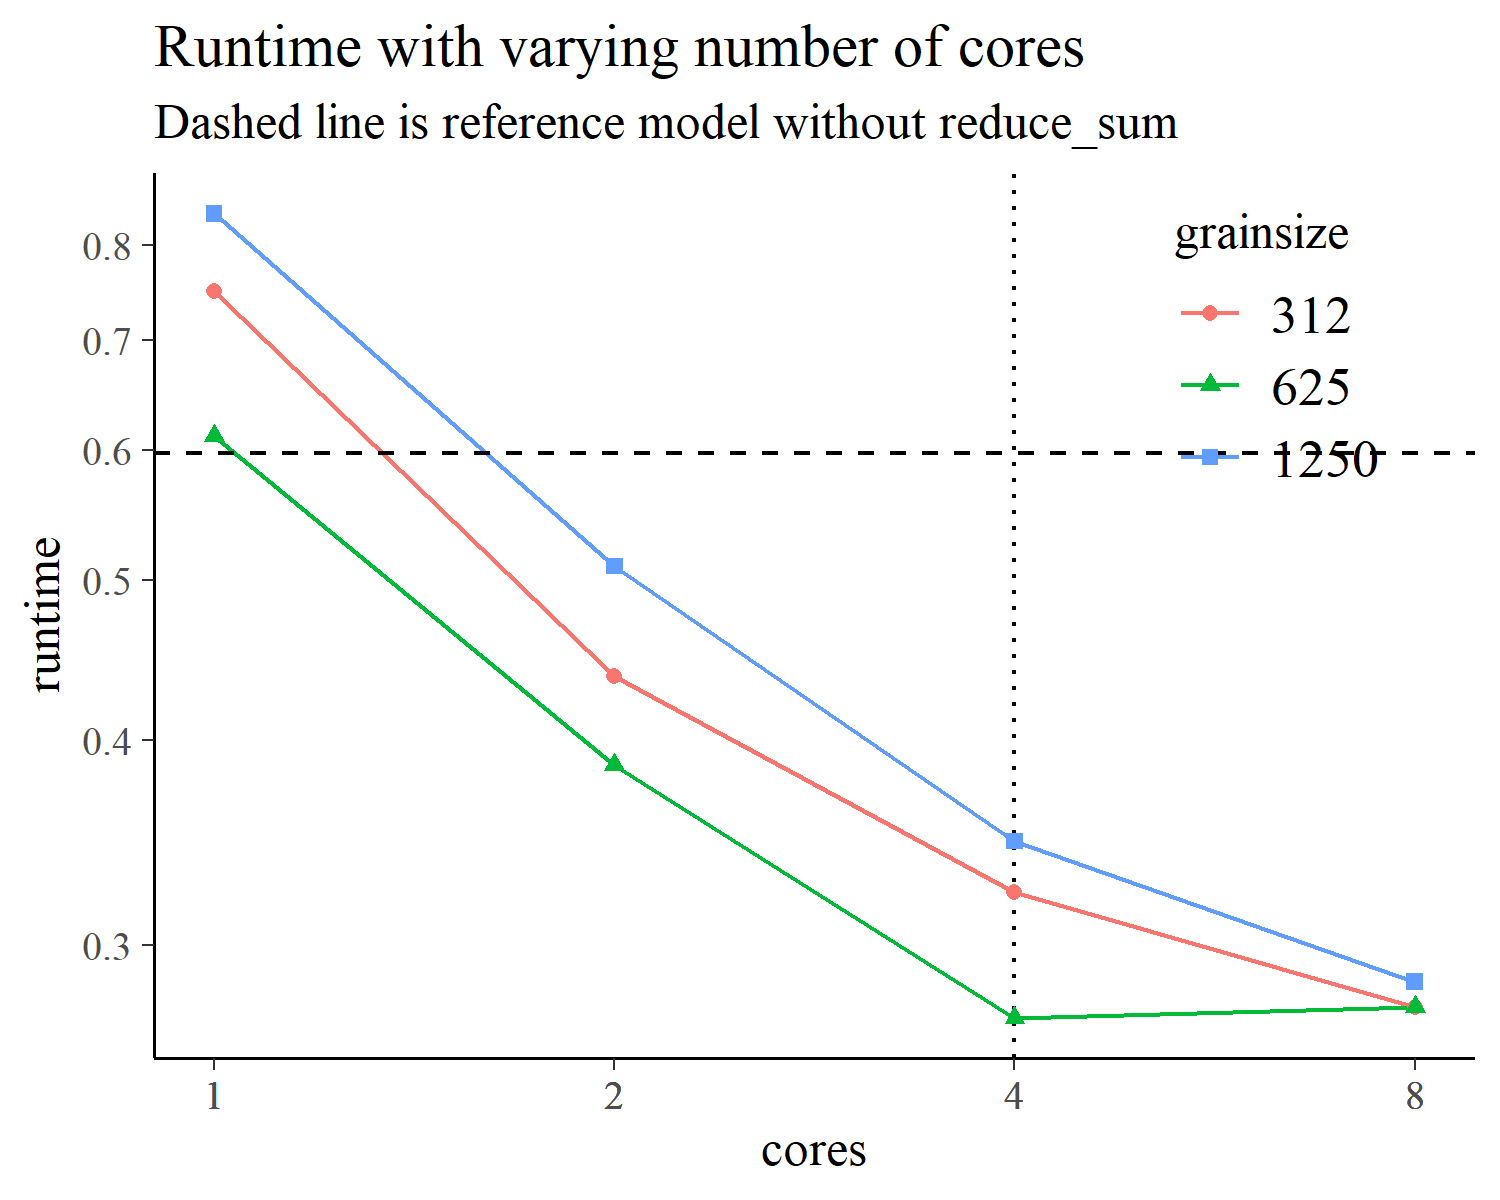 Runtime with varying number of cores
Dashed line is reference model without reduce_sum
grainsize
312
625
1250
0.8
0.7
0.6
0.5
0.4
0.3
runtime
1 2 4 8
cores